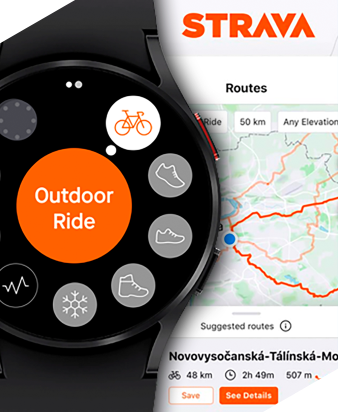 STRAVA
Routes
Ride
50 km
Any Elevation
Outdoor
Ride
Suggested routes
Novovysočanská-Tálínská-Mo
48 km
2h 49m
507 m
Save
See Details